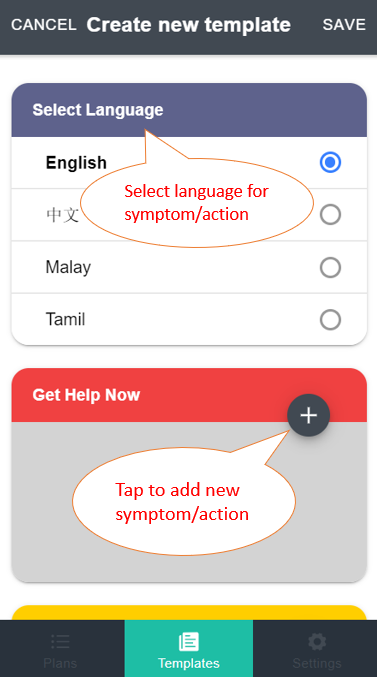 CANCEL Create new template SAVE
Select Language
English
Select language for
symptom/action
中文
Malay
Tamil
Get Help Now
+
Tap to add new
symptom/action
Plans Templates Settings